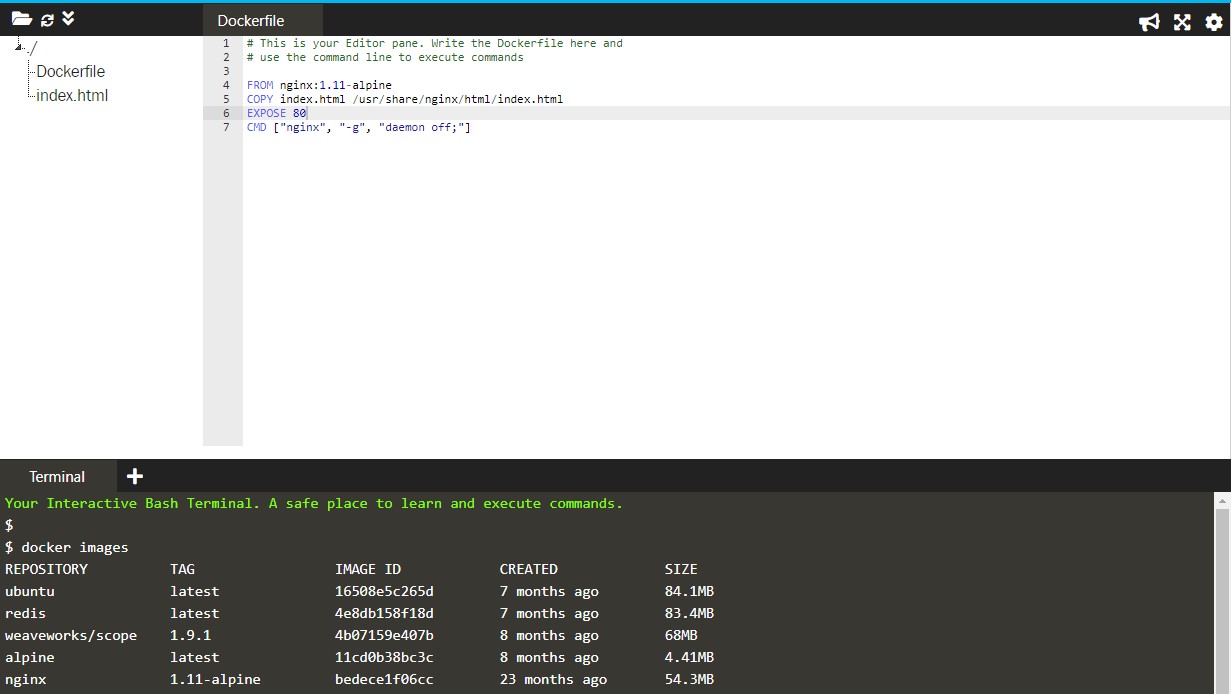 Dockerfile
./
Dockerfile
index.html
1 # This is your Editor pane. Write the Dockerfile here and
2 # use the command line to execute commands
3
4 FROM nginx:1.11-alpine
5 COPY index.html /usr/share/nginx/html/index.html
6 EXPOSE 80
7 CMD ["nginx", "-g", "daemon off;"]
Terminal
Your Interactive Bash Terminal. A safe place to learn and execute commands.
$
$ docker images
REPOSITORY TAG IMAGE ID CREATED SIZE
ubuntu latest 16508e5c265d 7 months ago 84.1MB
redis latest 4e8db158f18d 7 months ago 83.4MB
weaveworks/scope 1.9.1 4b07159e407b 8 months ago 68MB
alpine latest 11cd0b38bc3c 8 months ago 4.41MB
nginx 1.11-alpine bedece1f06cc 23 months ago 54.3MB